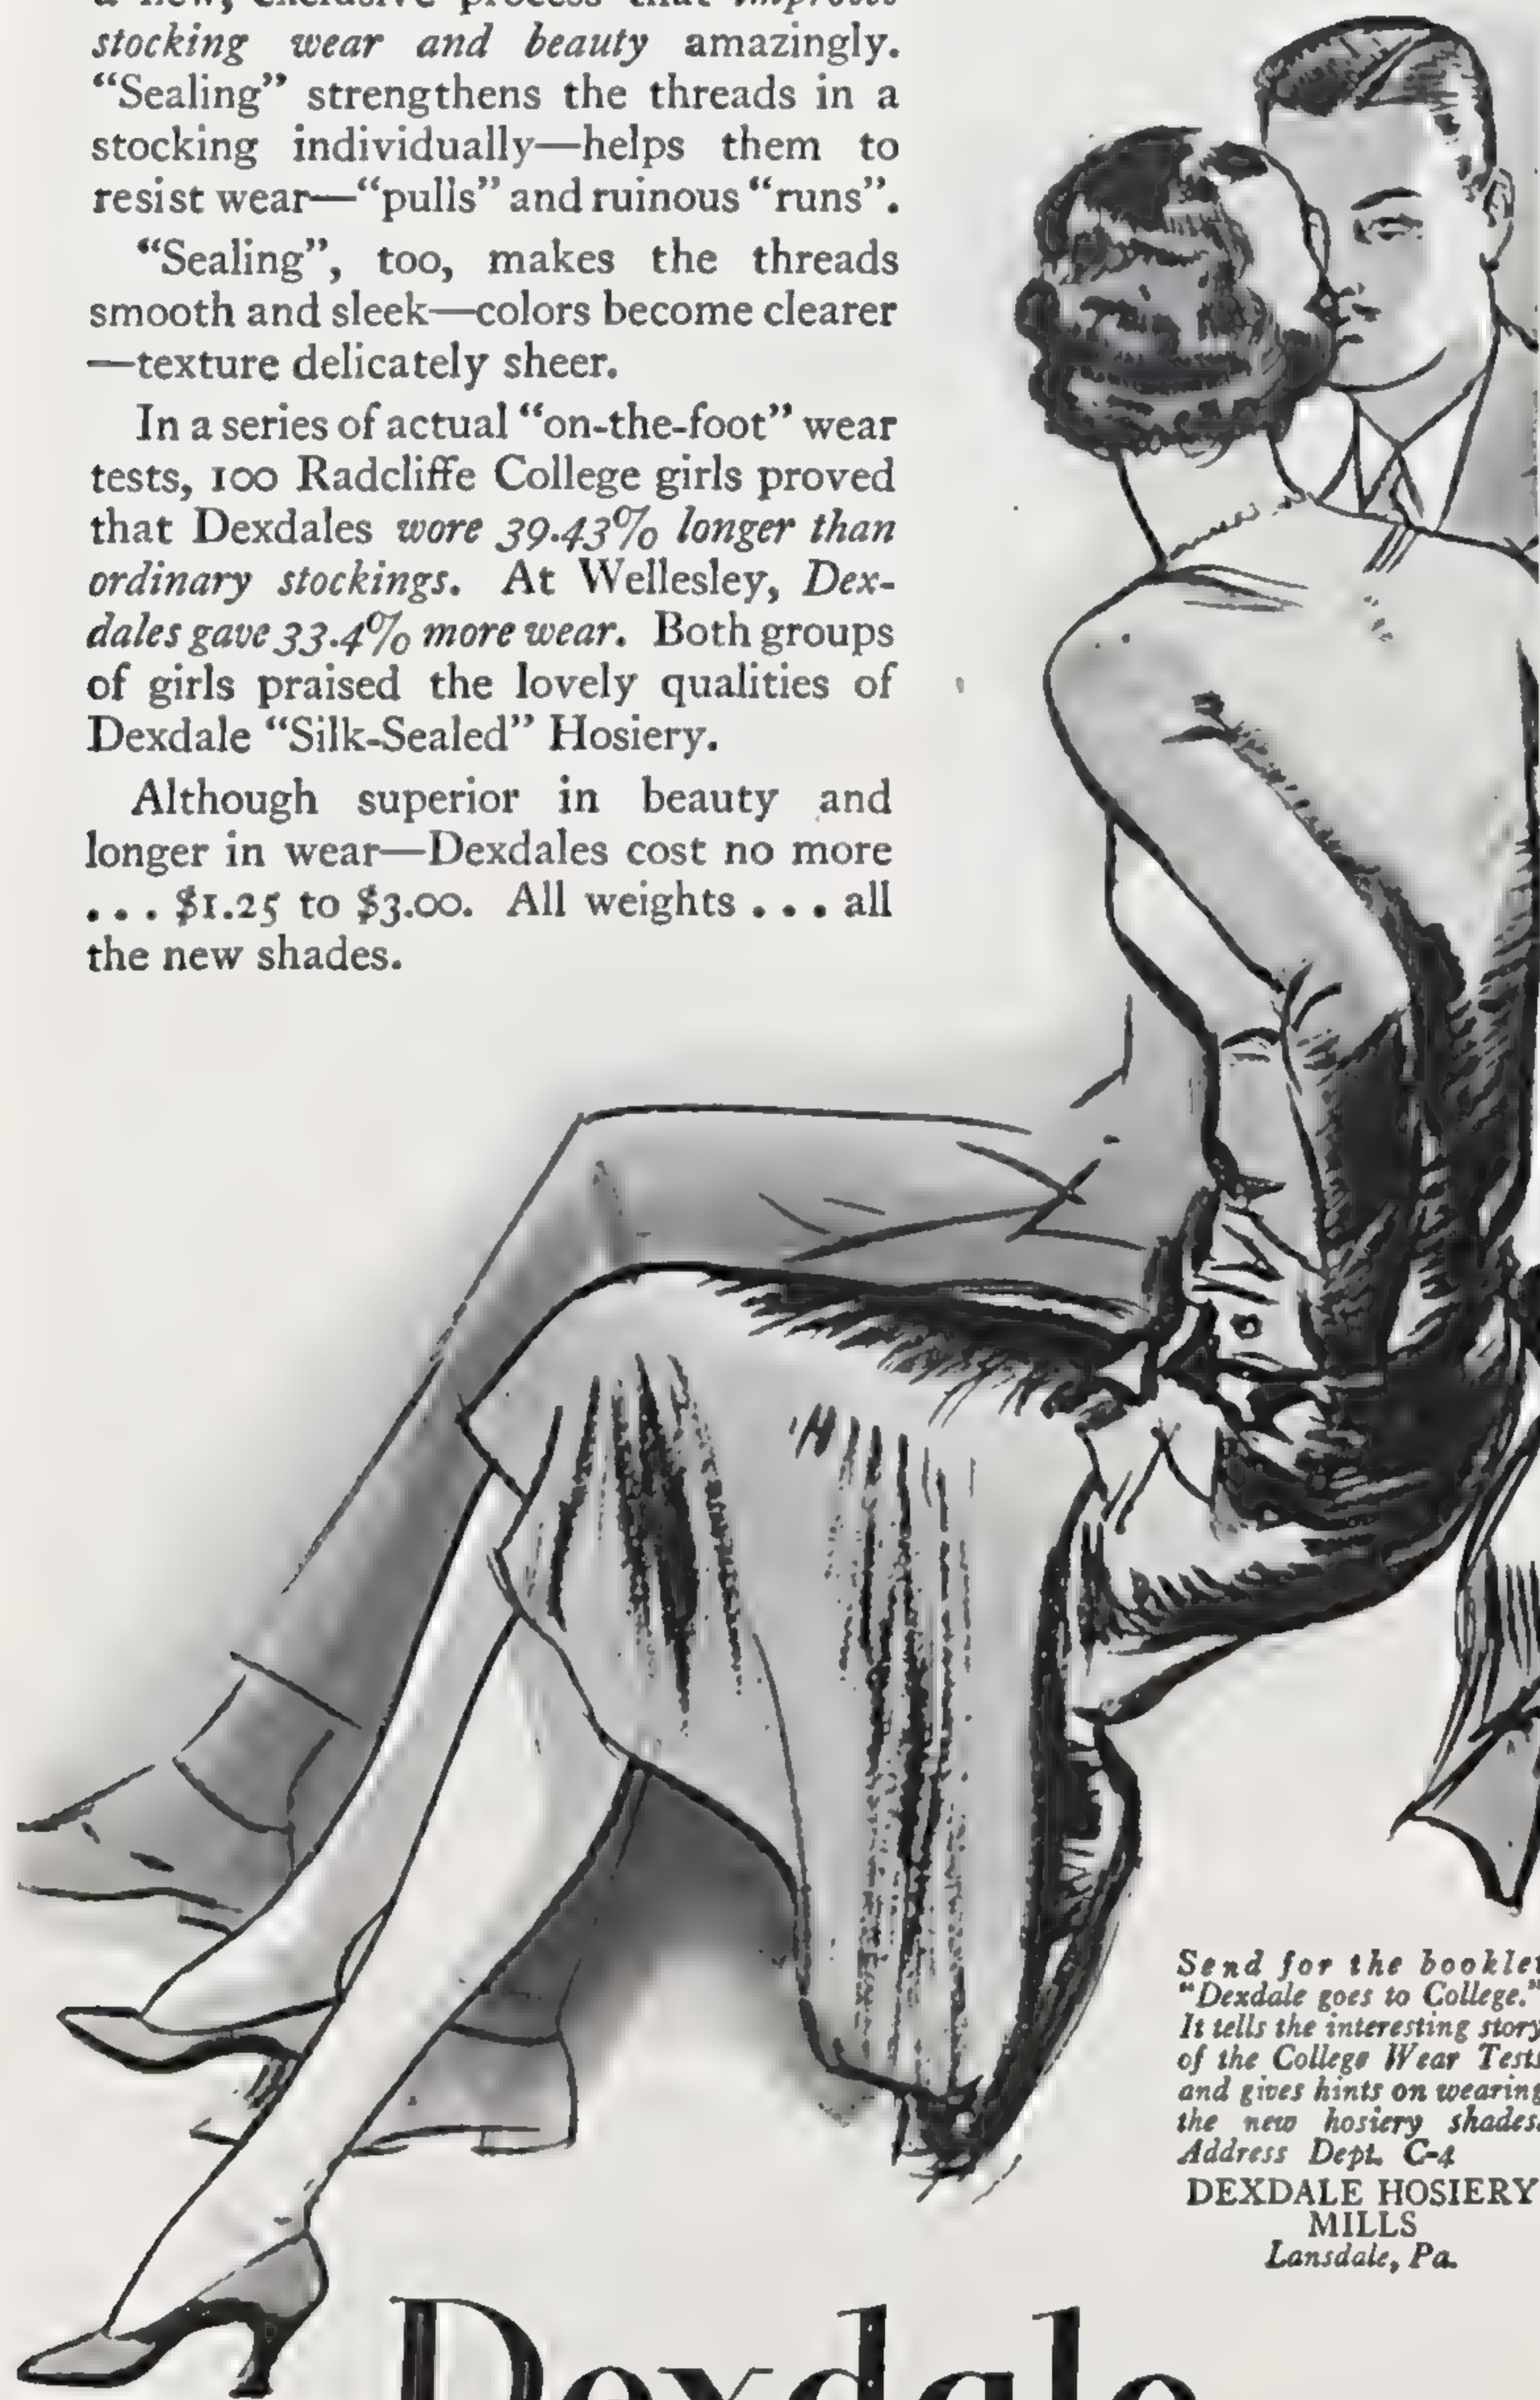 a new, exclusive process that improves
stocking wear and beauty amazingly.
“Sealing” strengthens the threads in a
stocking individually—helps them to
resist wear—“pulls” and ruinous “runs”.
“Sealing”, too, makes the threads
smooth and sleek—colors become clearer
—texture delicately sheer.
In a series of actual “on-the-foot” wear
tests, 100 Radcliffe College girls proved
that Dexdales wore 39.43% longer than
ordinary stockings. At Wellesley, Dex-
dales gave 33.4% more wear. Both groups
of girls praised the lovely qualities of
Dexdale “Silk-Sealed” Hosiery.
Although superior in beauty and
longer in wear—Dexdales cost no more
... $1.25 to $3.00. All weights ... all
the new shades.
Send for the booklet
“Dexdale goes to College.”
It tells the interesting story
of the College Wear Tests
and gives hints on wearing
the new hosiery shades.
Address Dept. C-4
DEXDALE HOSIERY
MILLS
Lansdale, Pa.
Dexdale